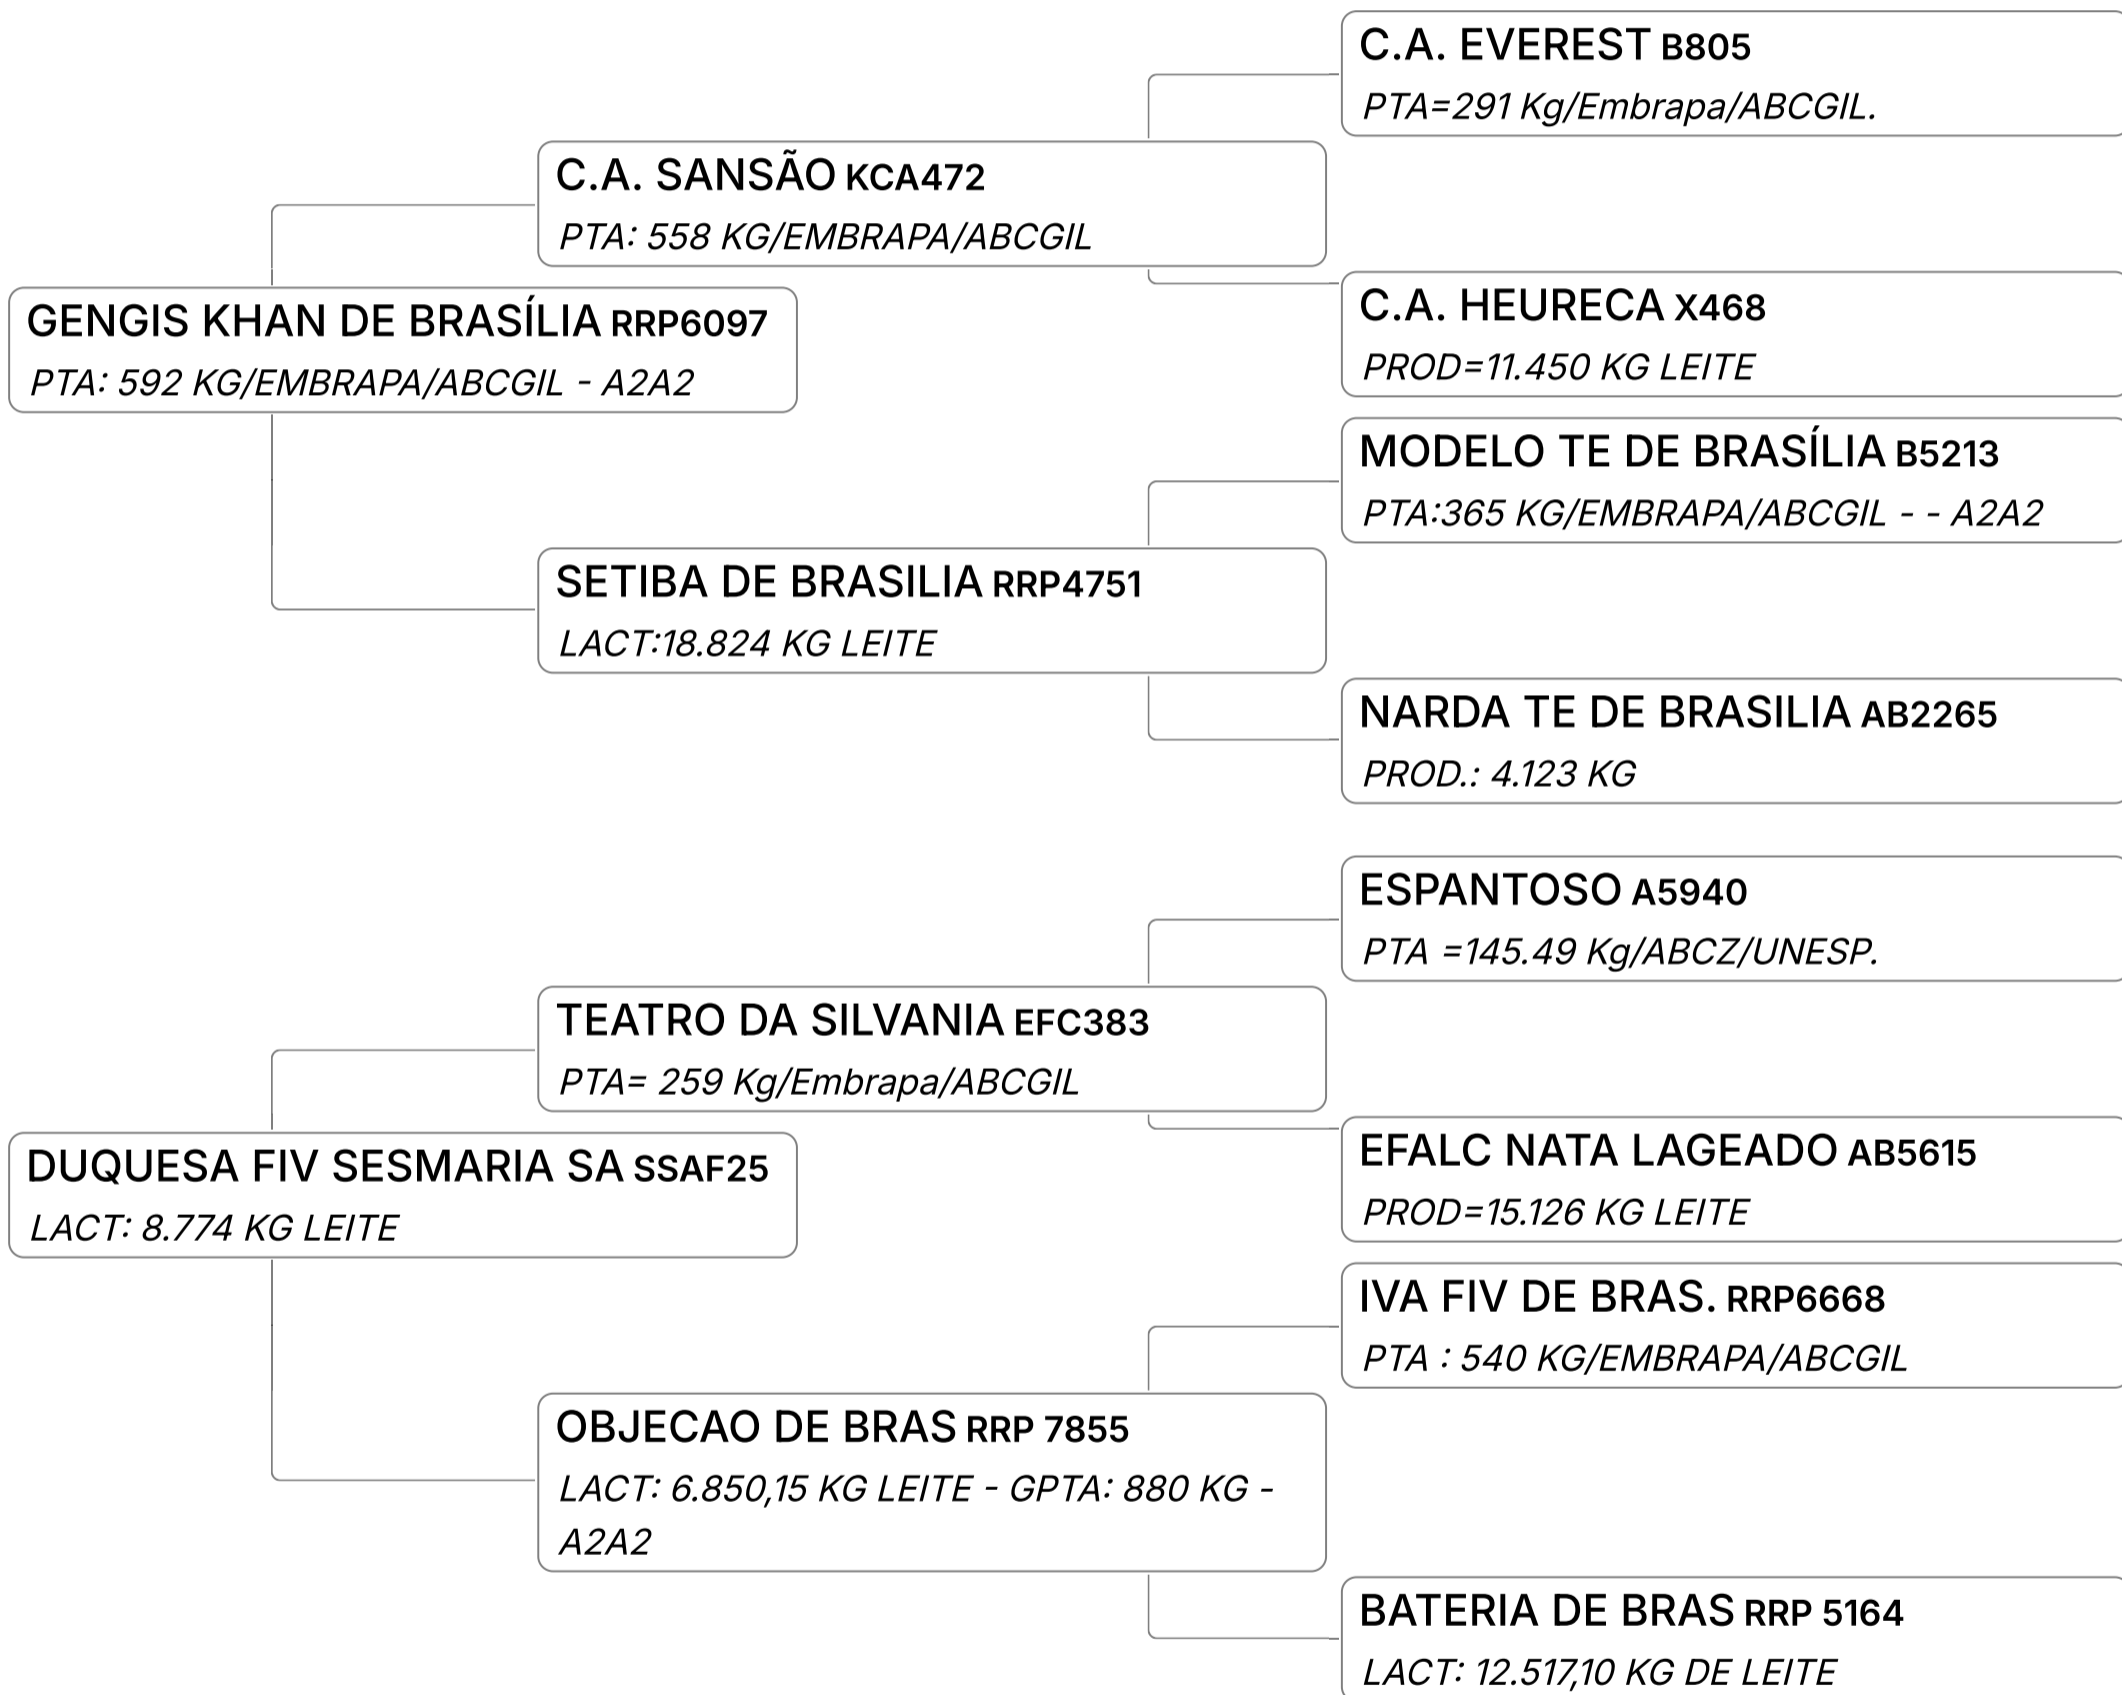 C.A. EVEREST B805
PTA=291 Kg/Embrapa/ABCGIL.
C.A. SANSÃO KCA472
PTA: 558 KG/EMBRAPA/ABCGIL
C.A. HEURECA X468
PROD=11.450 KG LEITE
GENGIS KHAN DE BRASÍLIA RRP6097
PTA: 592 KG/EMBRAPA/ABCGIL - A2A2
MODELO TE DE BRASÍLIA B5213
PTA:365 KG/EMBRAPA/ABCGIL - - A2A2
SETIBA DE BRASILIA RRP4751
LACT:18.824 KG LEITE
NARDA TE DE BRASILIA AB2265
PROD.: 4.123 KG
ESPANTOSO A5940
PTA =145.49 Kg/ABCZ/UNESP.
TEATRO DA SILVANIA EFC383
PTA= 259 Kg/Embrapa/ABCGIL
EFALC NATA LAGEADO AB5615
PROD=15.126 KG LEITE
DUQUESA FIV SESMARIA SA SSAF25
LACT: 8.774 KG LEITE
IVA FIV DE BRAS. RRP6668
PTA : 540 KG/EMBRAPA/ABCGIL
OBJECAO DE BRAS RRP 7855
LACT: 6.850,15 KG LEITE - GPTA: 880 KG -
A2A2
BATERIA DE BRAS RRP 5164
LACT: 12.517,10 KG DE LEITE